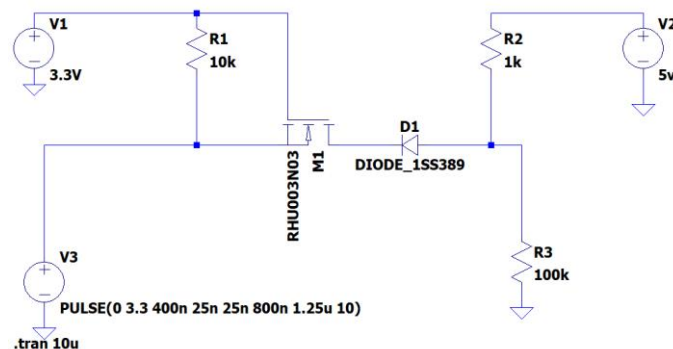 V1
3.3V
R1
10k
R2
1k
V2
5v
RHU003N03
M1
D1
DIODE_1SS389
R3
100k
V3
PULSE(0 3.3 400n 25n 25n 800n 1.25u 10)
.tran 10u